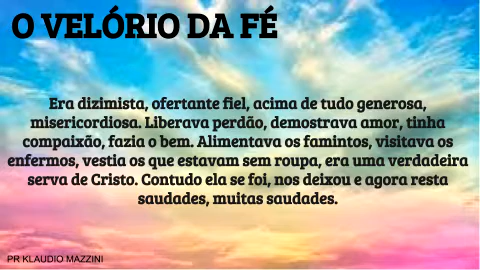 O VELÓRIO DA FÉ
Era dizimista, ofertante fiel, acima de tudo generosa,
misericordiosa. Liberava perdão, demostrava amor, tinha
compaixão, fazia o bem. Alimentava os famintos, visitava os
enfermos, vestia os que estavam sem roupa, era uma verdadeira
serva de Cristo. Contudo ela se foi, nos deixou e agora resta
saudades, muitas saudades.
PR KLAUDIO MAZZINI